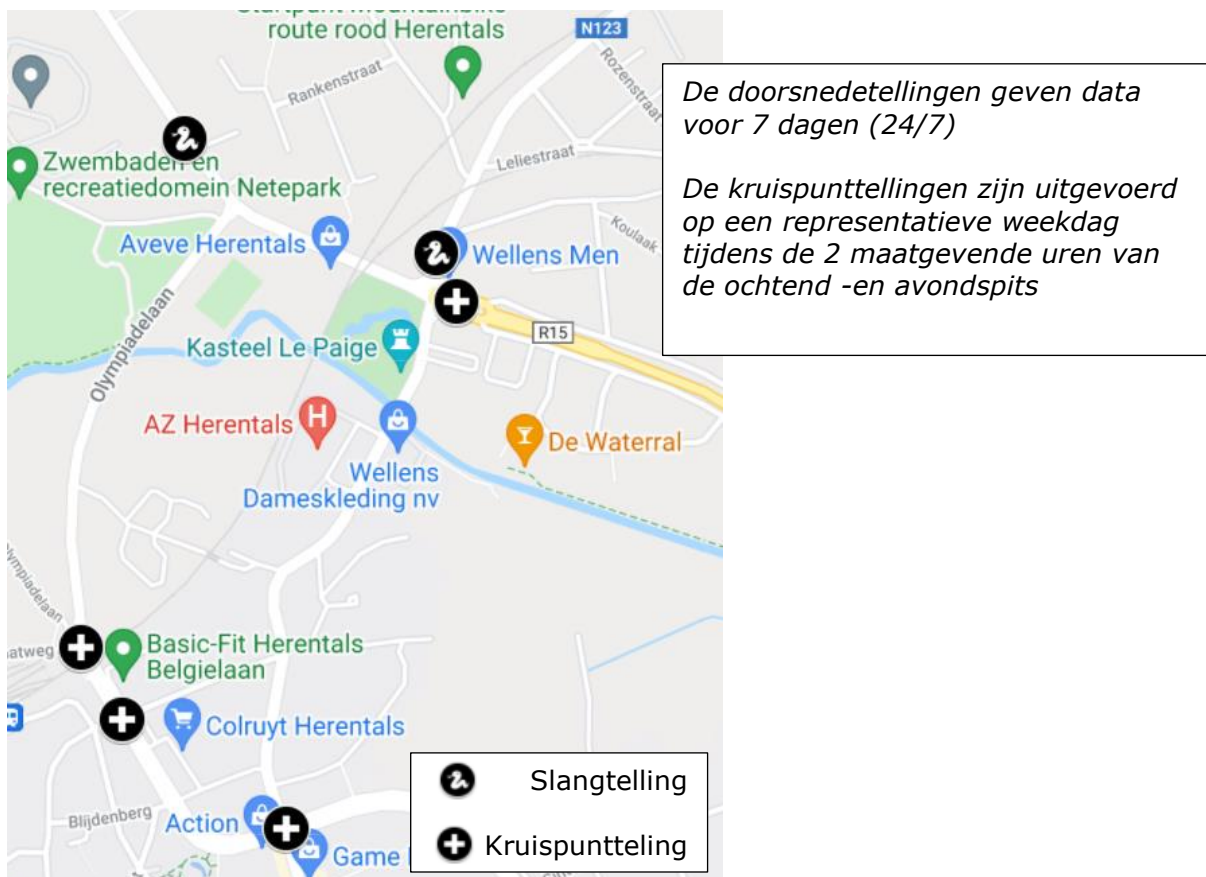 route rood Herentals
N123
Rankenstraat
Rozenstraat
Leliestraat
Zwembaden en
recreatiedomein Netepark
Aveve Herentals
Koulaak
Wellens Men
R15
Olympiadelaan
Kasteel Le Paige
AZ Herentals
H
De Waterral
Wellens
Dameskleding nv
Basic-Fit Herentals
Belgielaan
Colruyt Herentals
Blijdenberg
Action
Game
De doorsnedetellingen geven data
voor 7 dagen (24/7)
De kruispunttellingen zijn uitgevoerd
op een representatieve weekdag
tijdens de 2 maatgevende uren van
de ochtend -en avondspits
Slangtelling
Kruispuntteling